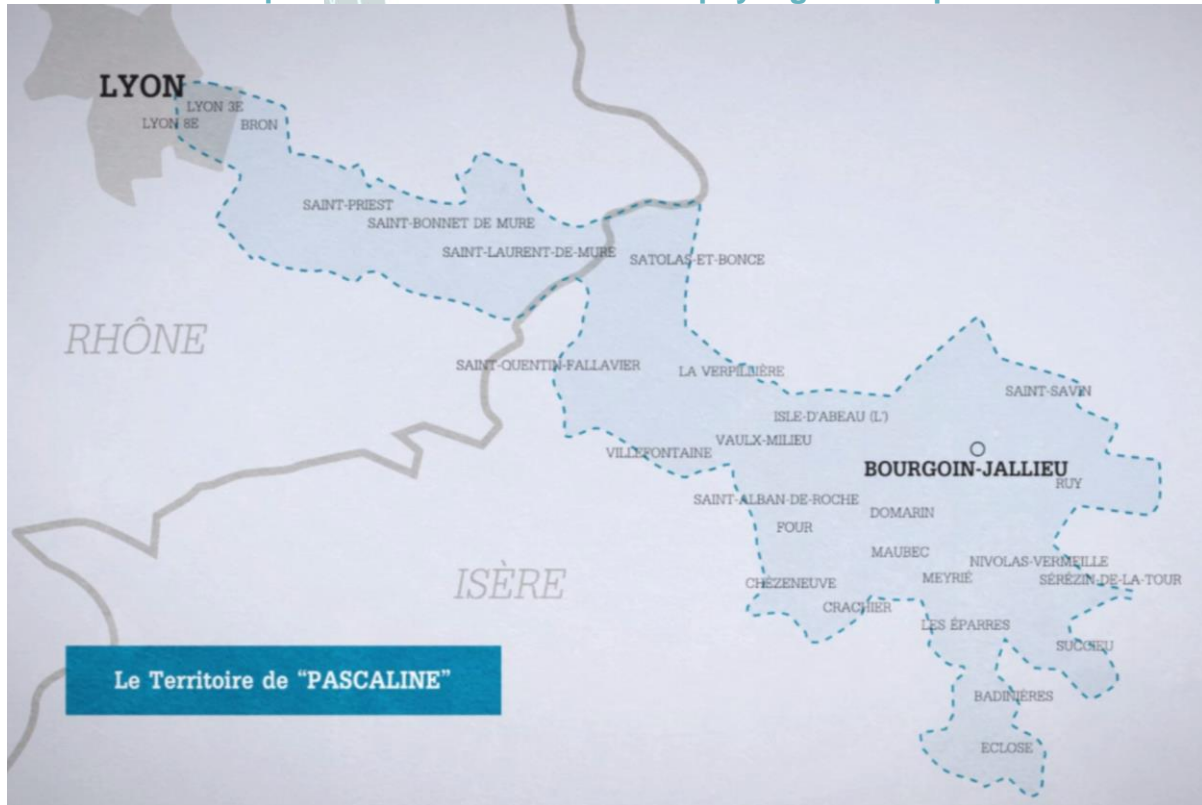 LYON
LYON 3E
LYON 8E
BRON
SAINT-PRIEST
SAINT-BONNET DE MURE
SAINT-LAURENT-DE-MURE
SATOLAS-ET-BONCE
RHÔNE
SAINT-QUENTIN-FALLAVIER
LA VERPILLIÈRE
SAINT-SAVIN
ISLE-D'ABEAU (L')
VAULX-MILIEU
VILLEFONTAINE
BOURGOIN-JALLIEU
RUY
SAINT-ALBAN-DE-ROCHE
DOMARIN
FOUR
MAUBEC
NIVOLAS-VERMEILLE
ISÈRE
CHÈZENEUVE
MEYRIÉ
SÉRÉZIN-DE-LA-TOUR
CRACHIER
LES ÉPARRES
SUCCIEU
Le Territoire de “PASCALINE”
BADINIÈRES
ECLOSE